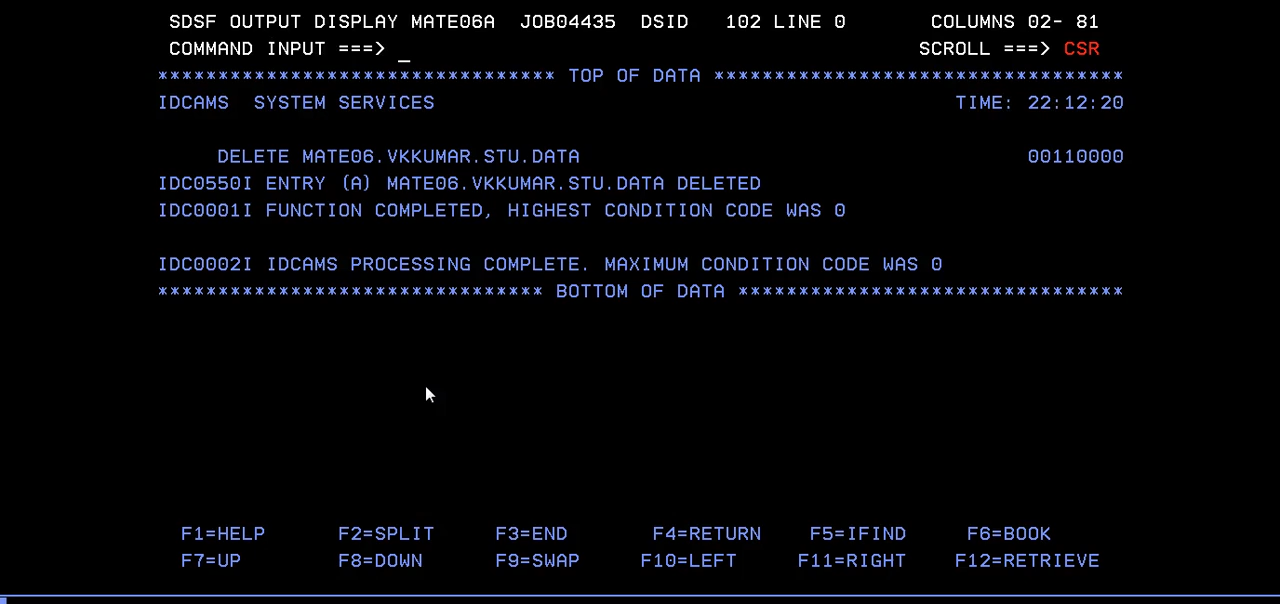 SDSF OUTPUT DISPLAY MATE06A  JOB04435  DSID   102 LINE 0       COLUMNS 02- 81
COMMAND INPUT ===> _                                           SCROLL ===> CSR
********************************* TOP OF DATA **********************************
IDCAMS  SYSTEM SERVICES                                           TIME: 22:12:20
DELETE MATE06.VKKUMAR.STU.DATA                                     00110000
IDC0550I ENTRY (A) MATE06.VKKUMAR.STU.DATA DELETED
IDC0001I FUNCTION COMPLETED, HIGHEST CONDITION CODE WAS 0
IDC0002I IDCAMS PROCESSING COMPLETE. MAXIMUM CONDITION CODE WAS 0
******************************** BOTTOM OF DATA ********************************
F1=HELP      F2=SPLIT     F3=END       F4=RETURN    F5=IFIND     F6=BOOK
F7=UP        F8=DOWN      F9=SWAP     F10=LEFT     F11=RIGHT    F12=RETRIEVE